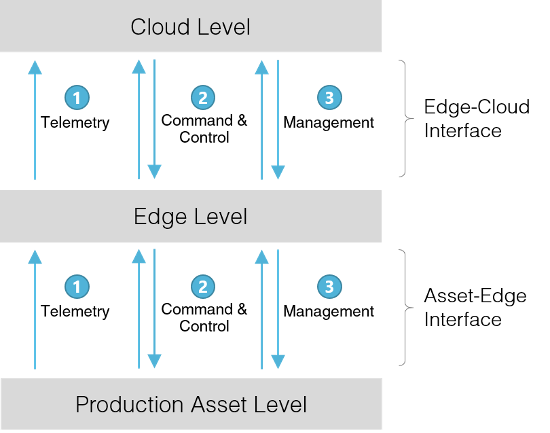 Cloud Level
1
2
3
Telemetry
Command &
Control
Management
Edge-Cloud
Interface
Edge Level
1
2
3
Telemetry
Command &
Control
Management
Asset-Edge
Interface
Production Asset Level